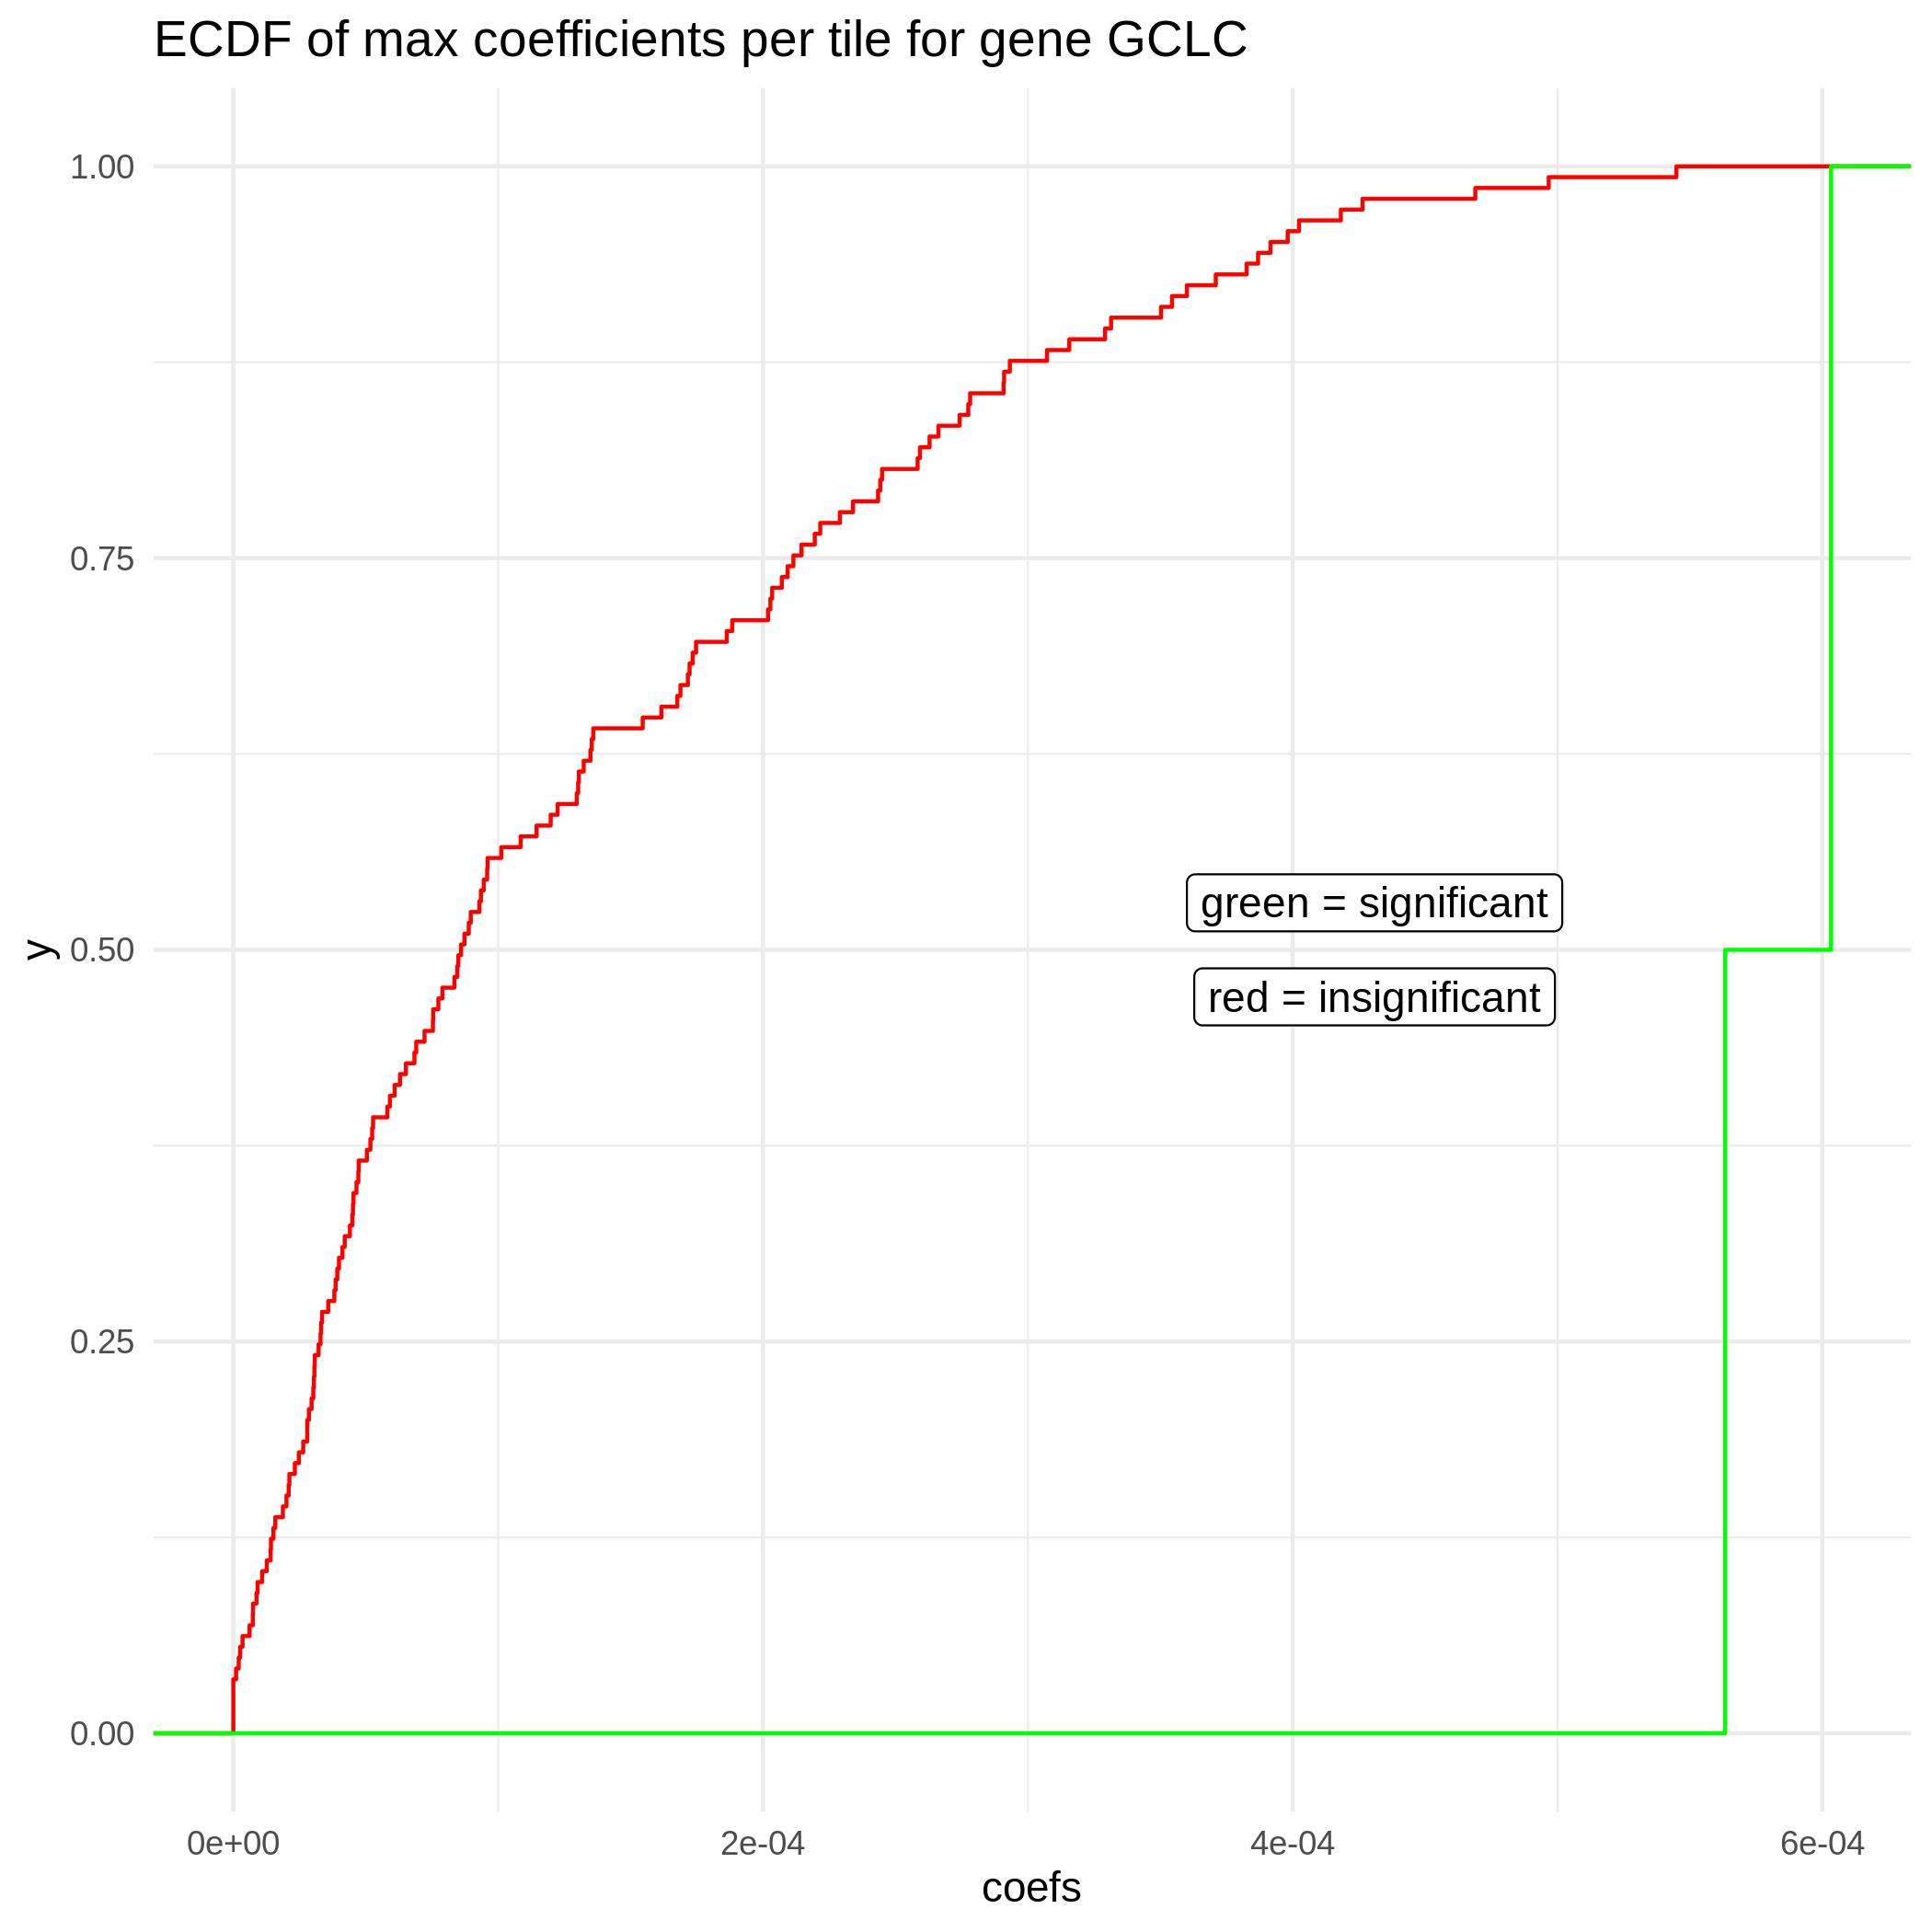 ECDF of max coefficients per tile for gene GCLC
1.00
0.75
0.50
0.25
0.00
y
green = significant
red = insignificant
0e+00
2e-04
4e-04
6e-04
coefs